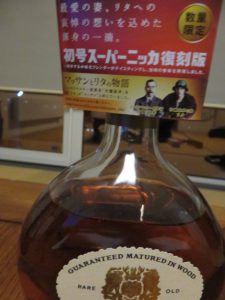 最愛の妻、リタへの
哀悼の想いを込めた
渾身の一滴。
数量
限定
初号スーパーニッカ復刻版
マッサンとリタの物語
GUARANTEED MATURED IN WOOD
RARE OLD